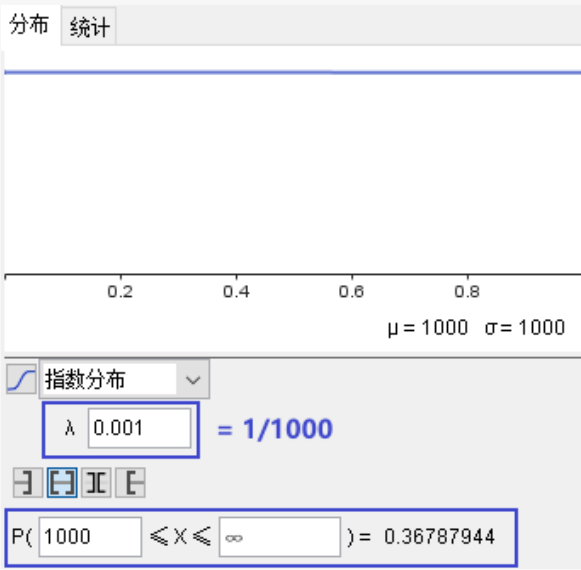 分布 统计
0.2 0.4 0.6 0.8
μ = 1000 σ = 1000
指数分布
λ 0.001 = 1/1000
P( 1000 ≤ X ≤ ∞ ) = 0.36787944